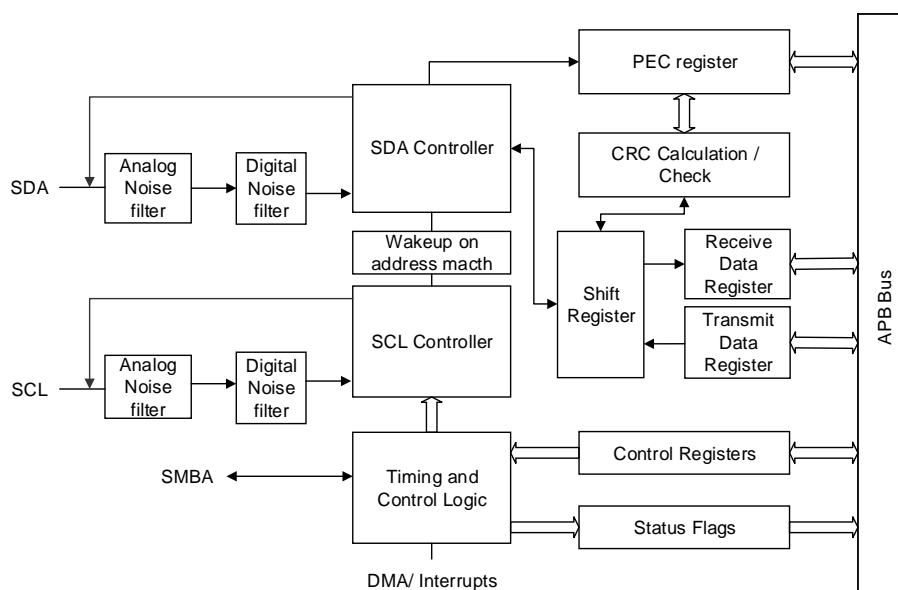 PEC register
SDA Controller
CRC Calculation /
Check
SDA
Analog
Noise
filter
Digital
Noise
filter
Wakeup on
address macth
Shift
Register
Receive
Data
Register
Transmit
Data
Register
APB Bus
SCL Controller
SCL
Analog
Noise
filter
Digital
Noise
filter
SMBA
Timing and
Control Logic
Control Registers
Status Flags
DMA/ Interrupts